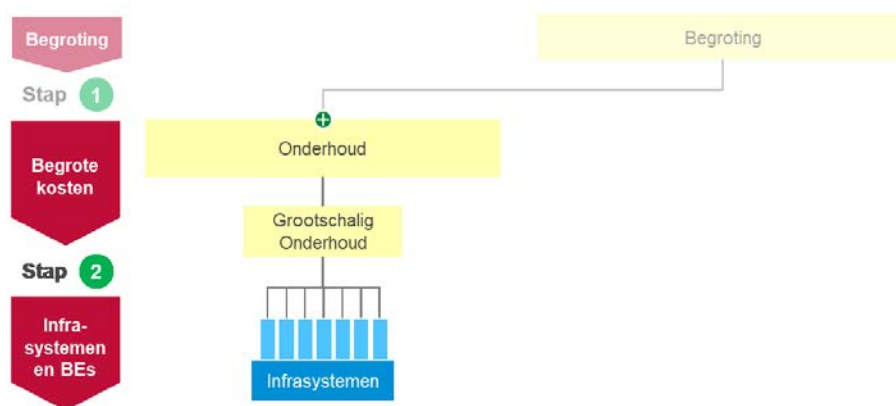 Begroting
Begroting
Stap 1
Begrote
kosten
Onderhoud
Grootschalig
Onderhoud
Stap 2
Infra-
systemen
en BEs
Infrasystemen